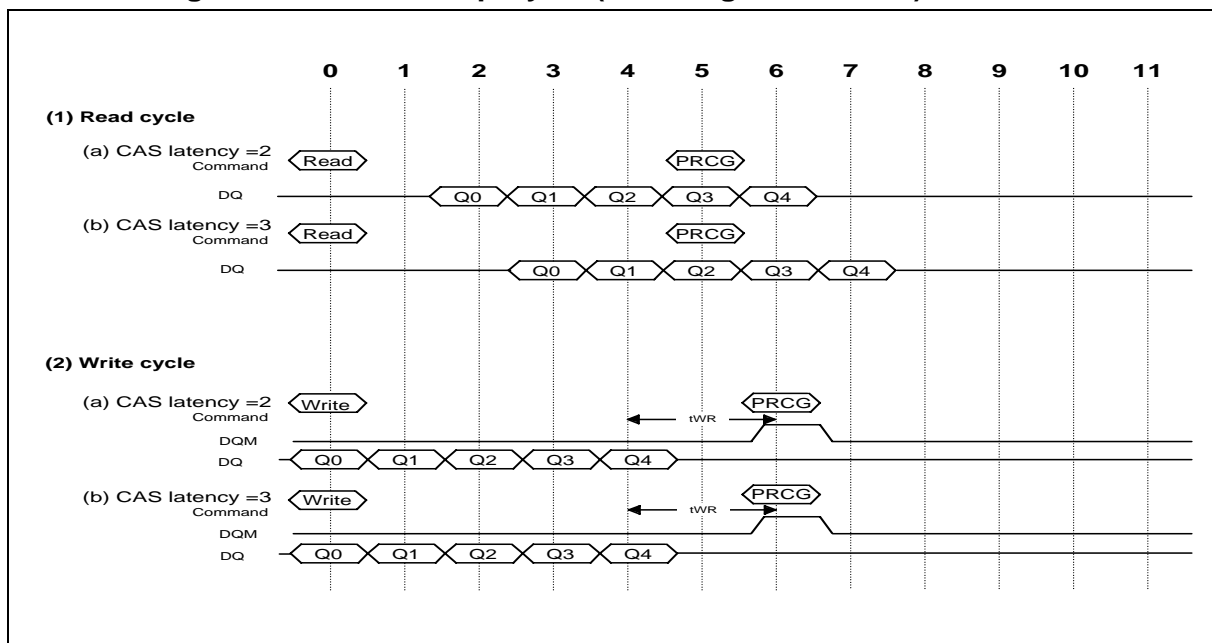 0 1 2 3 4 5 6 7 8 9 10 11
(1) Read cycle
(a) CAS latency =2
Command
Read PRCG
DQ Q0 Q1 Q2 Q3 Q4
(b) CAS latency =3
Command
Read PRCG
DQ Q0 Q1 Q2 Q3 Q4
(2) Write cycle
(a) CAS latency =2
Command
Write tWR PRCG
DQM
DQ Q0 Q1 Q2 Q3 Q4
(b) CAS latency =3
Command
Write tWR PRCG
DQM
DQ Q0 Q1 Q2 Q3 Q4